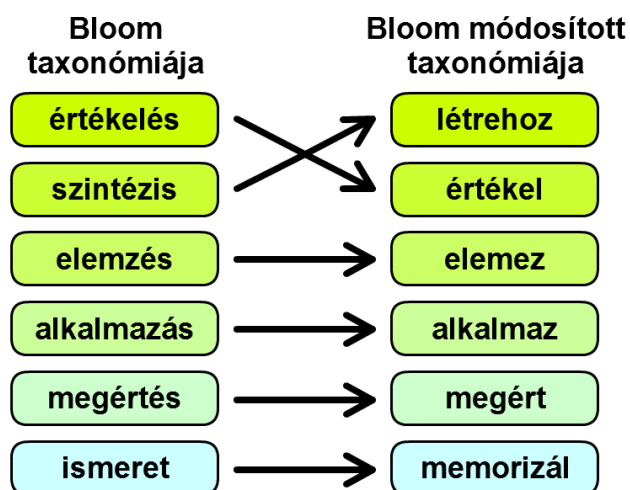 Bloom
taxonómiája
Bloom módosított
taxonómiája
értékelés
létrehoz
szintézis
értékel
elemzés
elemez
alkalmazás
alkalmaz
megértés
megért
ismeret
memorizál